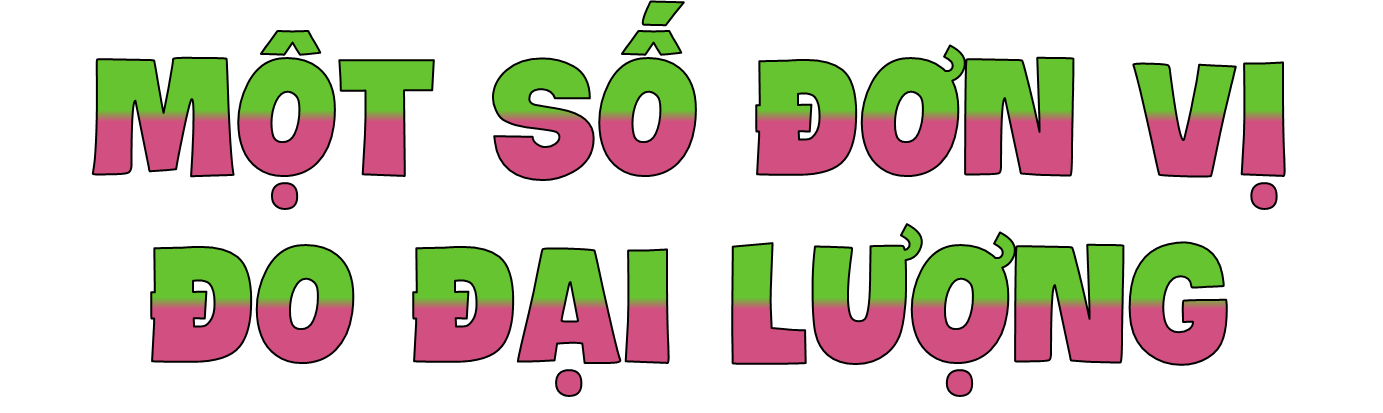 MỘT SỐ ĐƠN VỊ
ĐO ĐẠI LƯỢNG